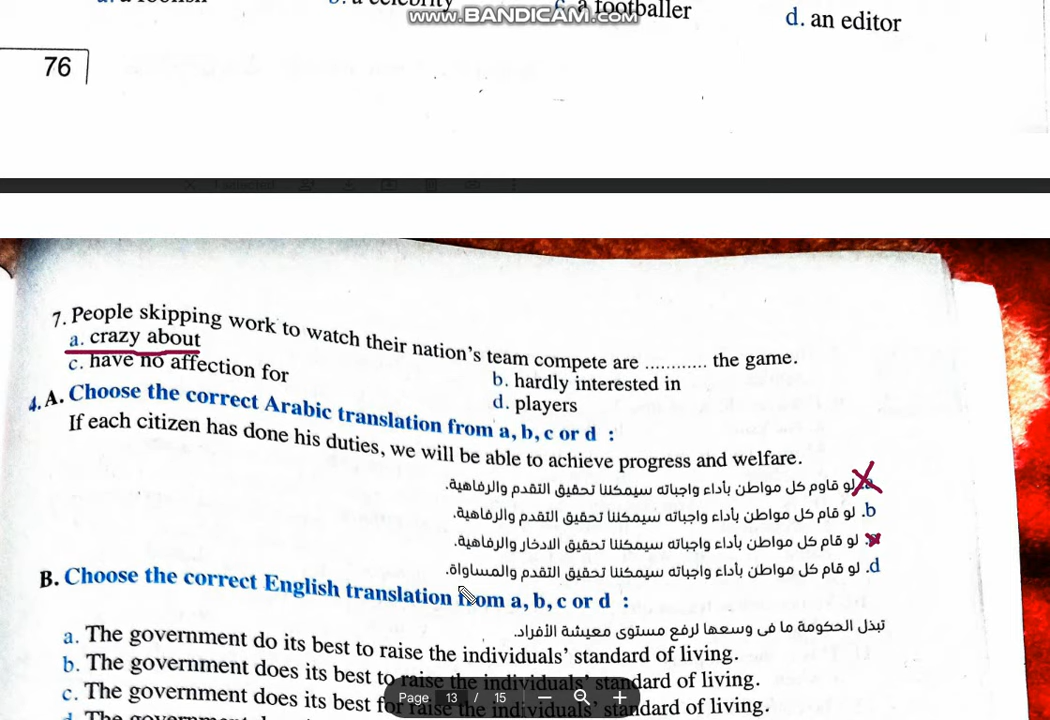 www.BANDICAM.com
c. a footballer
d. an editor
76
7. People skipping work to watch their nation's team compete are ............ the game.
a. crazy about
b. hardly interested in
c. have no affection for
d. players
4. A. Choose the correct Arabic translation from a, b, c or d :
If each citizen has done his duties, we will be able to achieve progress and welfare.
لو قاوم كل مواطن بأداء واجباته سيمكننا تحقيق التقدم والرفاهية.
b. لو قام كل مواطن بأداء واجباته سيمكننا تحقيق التقدم والرفاهية.
لو قام كل مواطن بأداء واجباته سيمكننا تحقيق الادخار والرفاهية.
d. لو قام كل مواطن بأداء واجباته سيمكننا تحقيق التقدم والمساواة.
B. Choose the correct English translation from a, b, c or d :
تبذل الحكومة ما فى وسعها لرفع مستوى معيشة الأفراد.
a. The government do its best to raise the individuals' standard of living.
b. The government does its best to raise the individuals' standard of living.
c. The government does its best for raise the individuals' standard of living.
Page 13 / 15